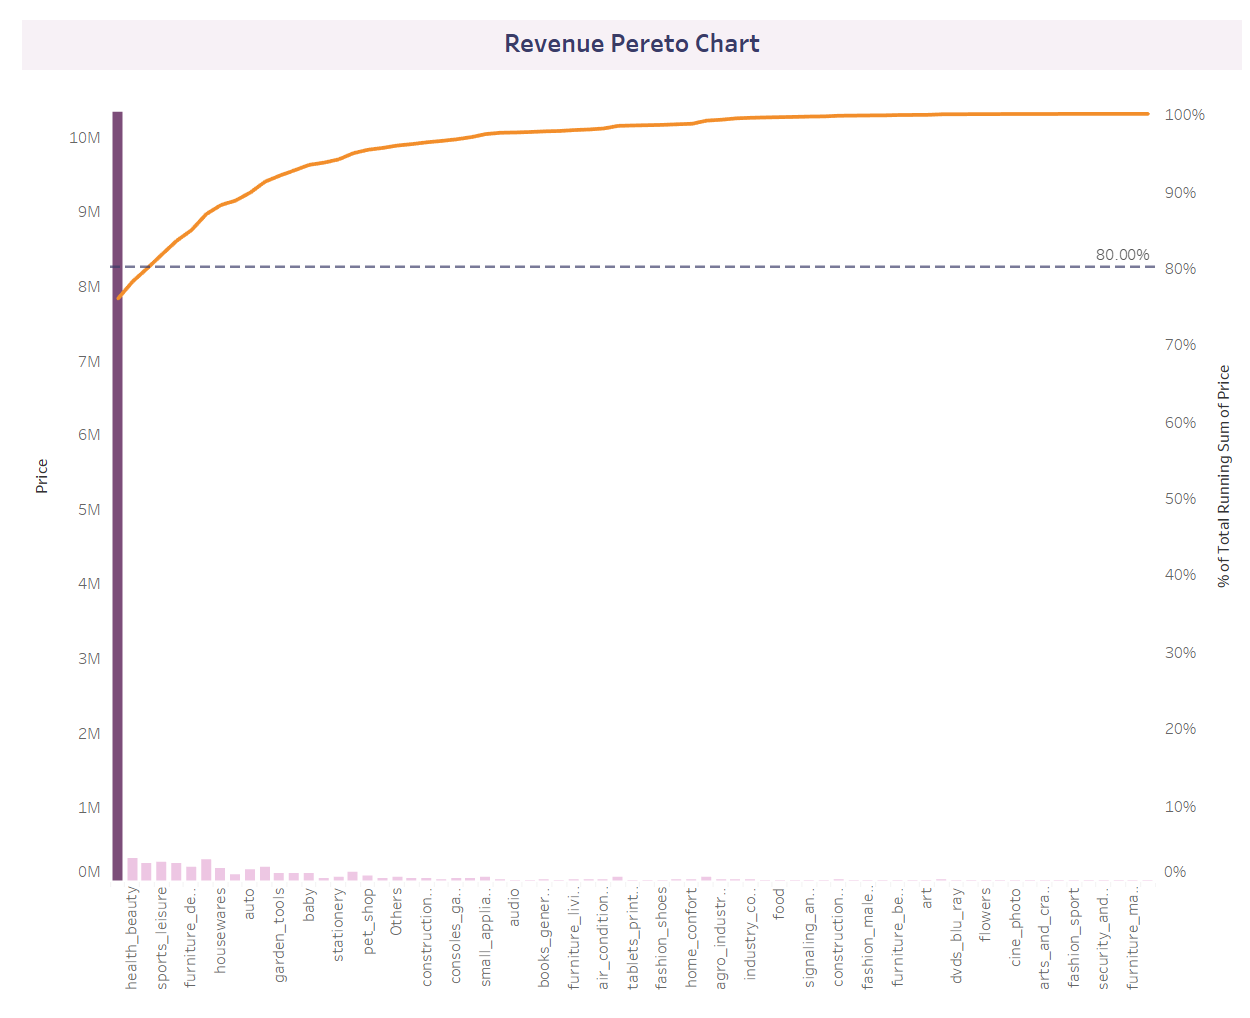 Revenue Pereto Chart
10M
9M
8M
7M
6M
5M
4M
3M
2M
1M
0M
Price
100%
90%
80%
70%
60%
50%
40%
30%
20%
10%
0%
% of Total Running Sum of Price
80.00%
health_beauty
sports_leisure
furniture_de..
housewares
auto
garden_tools
baby
stationery
pet_shop
Others
construction..
consoles_ga..
small_applia..
audio
books_gener..
furniture_livi..
air_condition..
tablets_print..
fashion_shoes
home_confort
agro_industr..
industry_co..
food
signaling_an..
construction..
fashion_male..
furniture_be..
art
dvds_blu_ray
flowers
cine_photo
arts_and_cra..
fashion_sport
security_and..
furniture_ma..